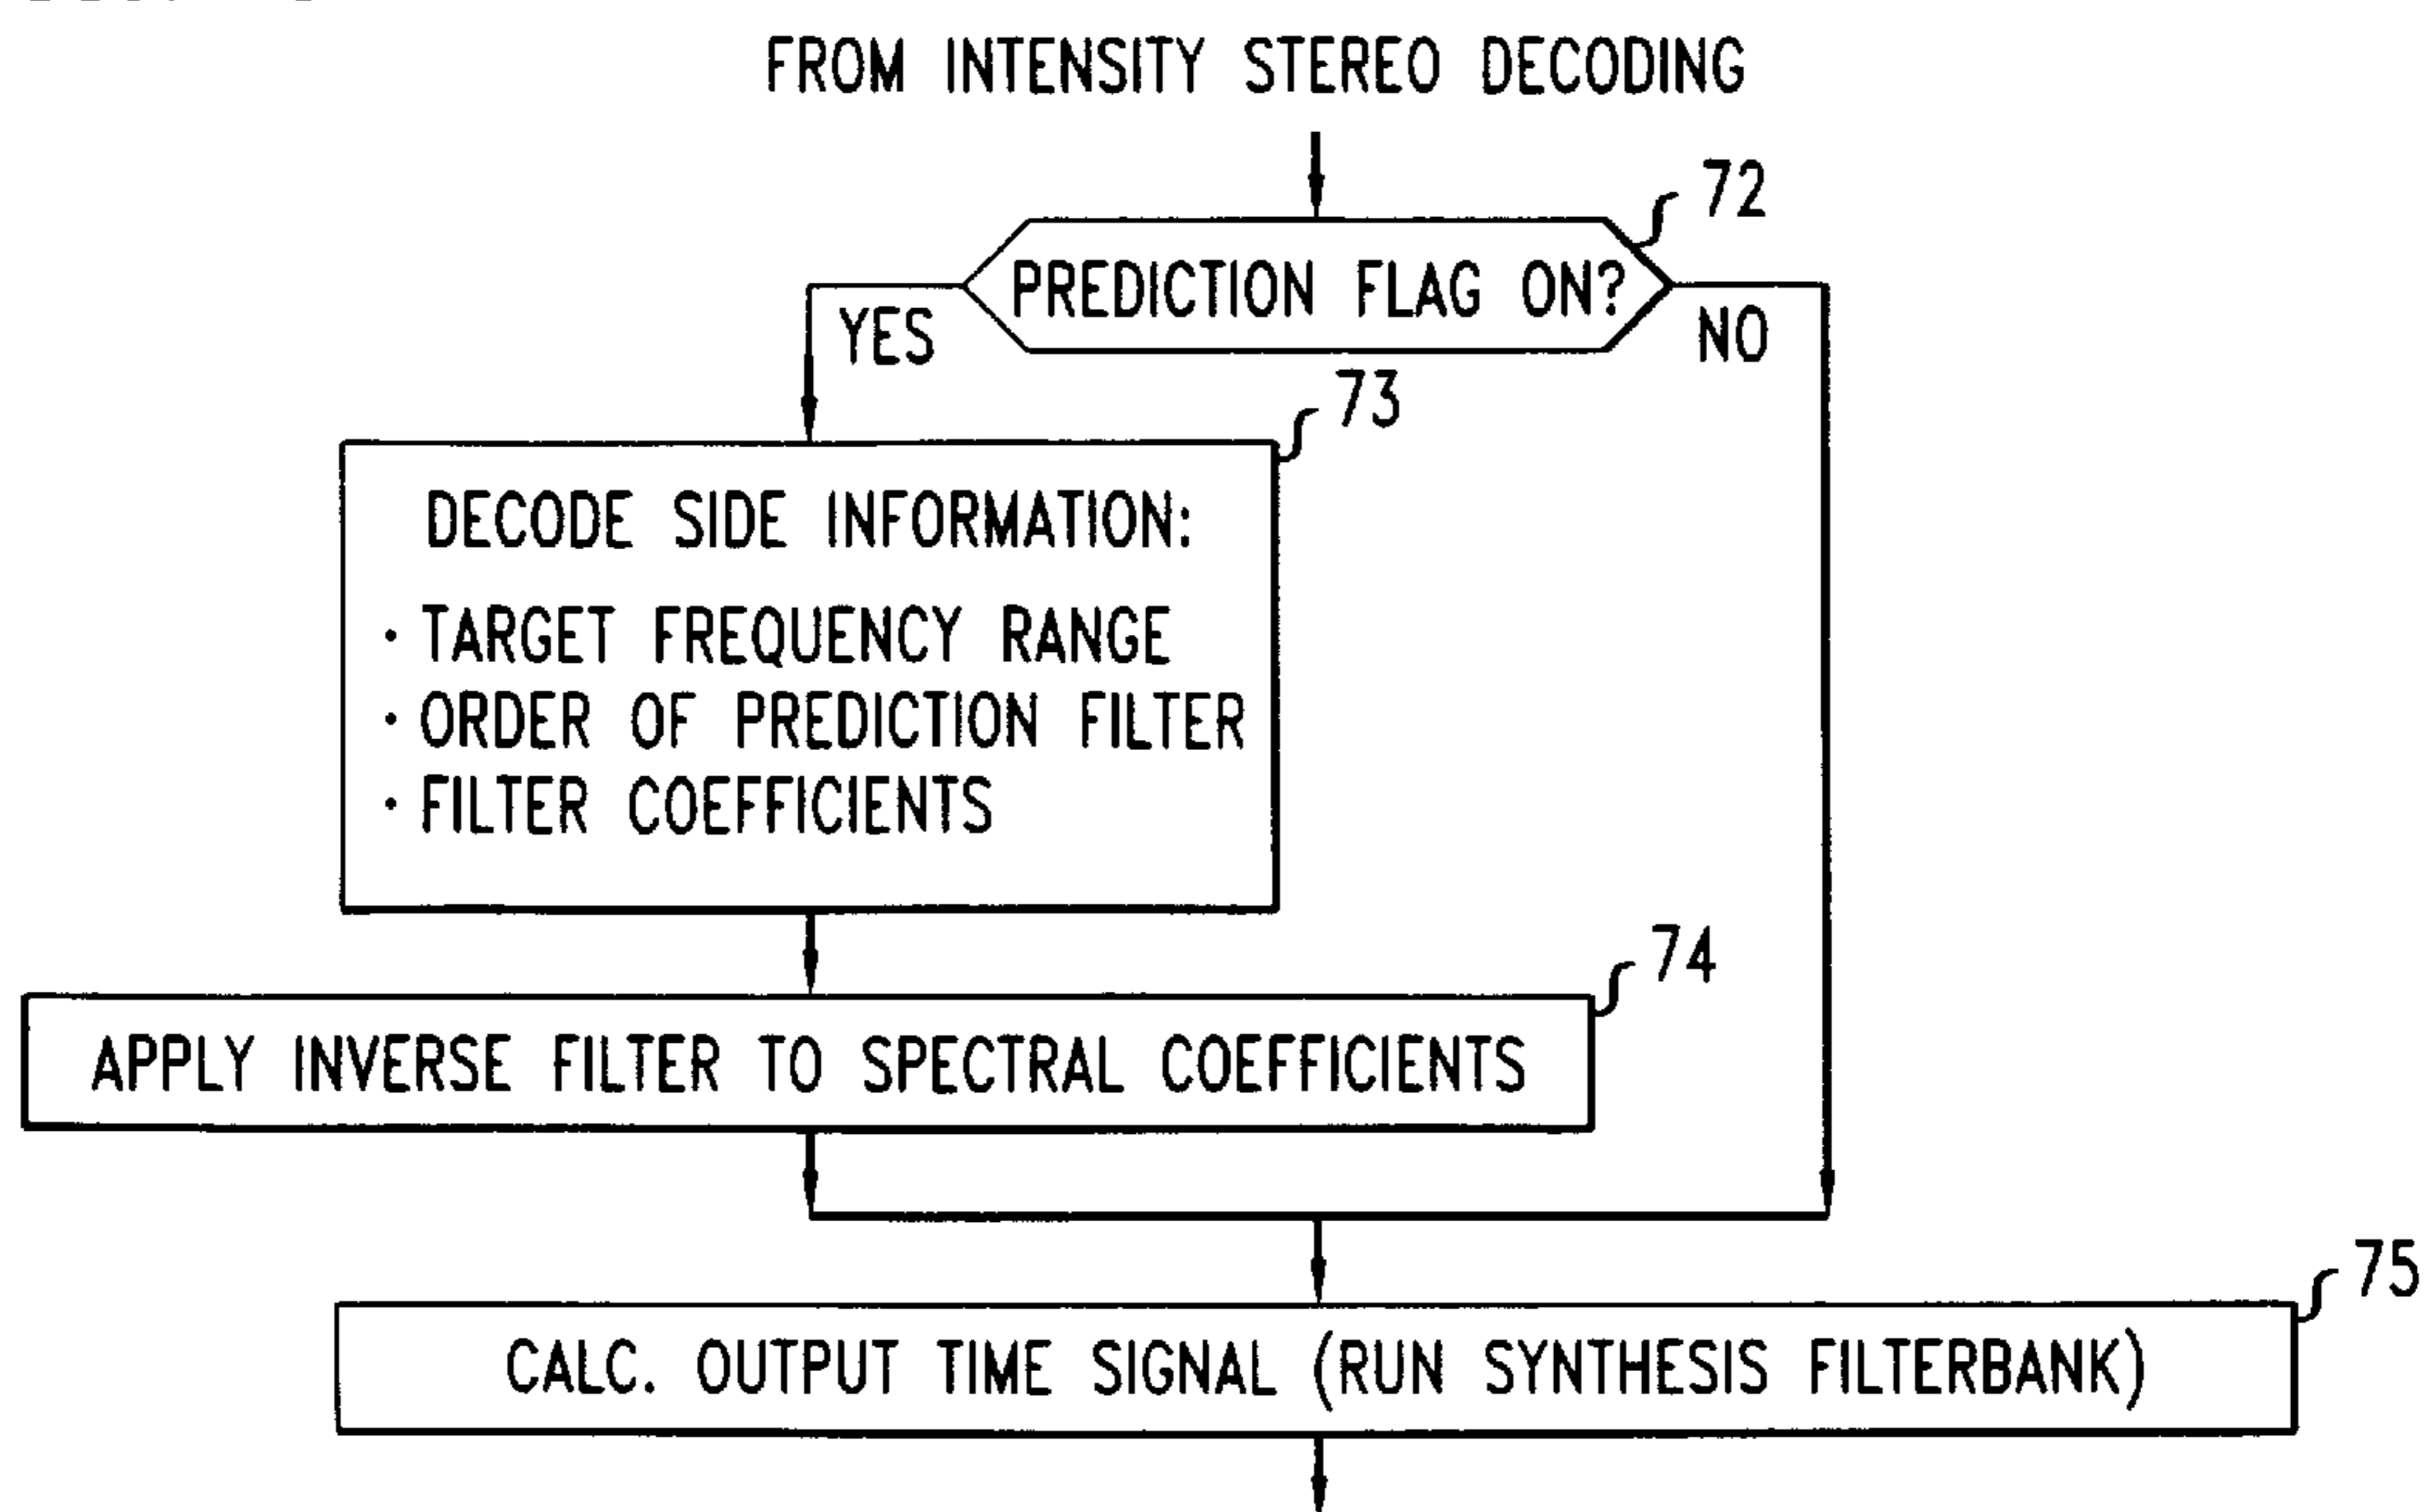 FROM INTENSITY STEREO DECODING
72
PREDICTION FLAG ON?
YES
NO
73
DECODE SIDE INFORMATION:
· TARGET FREQUENCY RANGE
· ORDER OF PREDICTION FILTER
· FILTER COEFFICIENTS
74
APPLY INVERSE FILTER TO SPECTRAL COEFFICIENTS
75
CALC. OUTPUT TIME SIGNAL (RUN SYNTHESIS FILTERBANK)